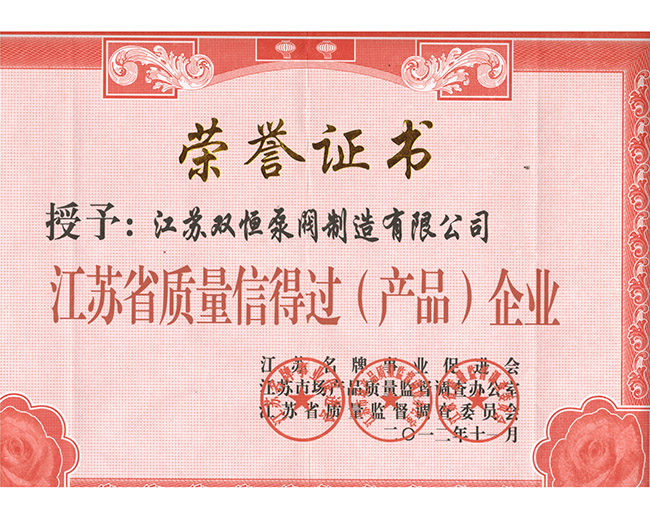 荣誉证书
授予：江苏双恒泵阀制造有限公司
江苏省质量信得过（产品）企业
江苏名牌事业促进会
江苏市场产品质量监督调查办公室
江苏省质量监督调查委员会
二〇一二年十一月